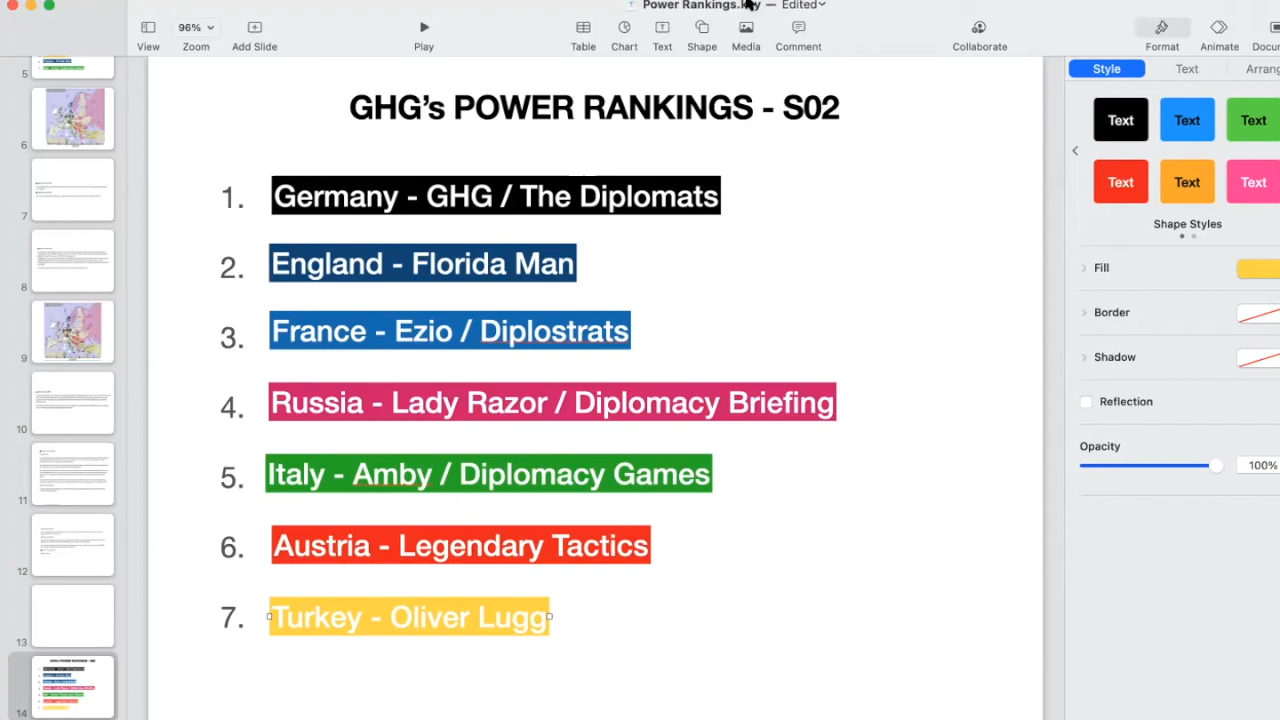 Power Rankings.key — Edited
96%
View
Zoom
Add Slide
Play
Table
Chart
Text
Shape
Media
Comment
Collaborate
Format
Animate
Style
Text
Text
Text
Text
Text
Text
Text
Shape Styles
Fill
Border
Shadow
Reflection
Opacity
100%
5
6
7
8
9
10
11
12
13
14
GHG’s POWER RANKINGS - S02
1. Germany - GHG / The Diplomats
2. England - Florida Man
3. France - Ezio / Diplostrats
4. Russia - Lady Razor / Diplomacy Briefing
5. Italy - Amby / Diplomacy Games
6. Austria - Legendary Tactics
7. Turkey - Oliver Lugg